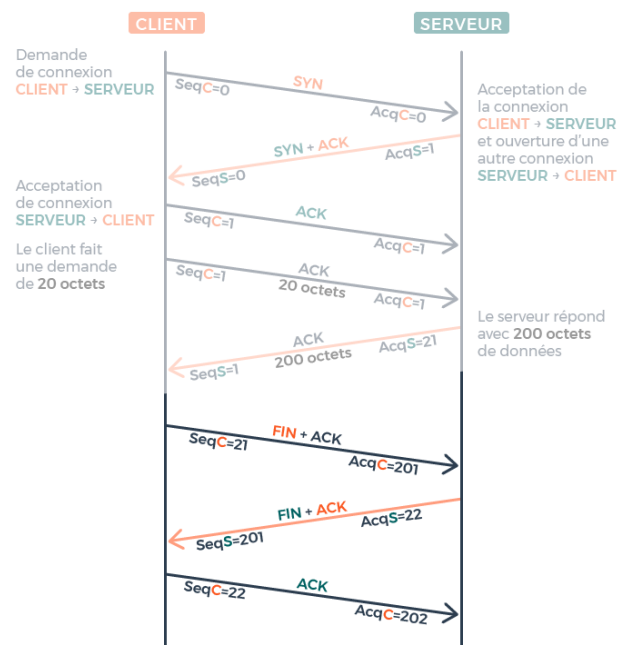 CLIENT
SERVEUR
Demande
de connexion
CLIENT → SERVEUR
SYN
SeqC=0
AcqC=0
Acceptation de
la connexion
CLIENT → SERVEUR
et ouverture d'une
autre connexion
SERVEUR → CLIENT
SYN + ACK
AcqS=1
SeqS=0
Acceptation
de connexion
SERVEUR → CLIENT
ACK
SeqC=1
AcqC=1
Le client fait
une demande
de 20 octets
ACK
SeqC=1
20 octets
AcqC=1
Le serveur répond
avec 200 octets
de données
ACK
AcqS=21
200 octets
SeqS=1
FIN + ACK
SeqC=21
AcqC=201
FIN + ACK
AcqS=22
SeqS=201
ACK
SeqC=22
AcqC=202